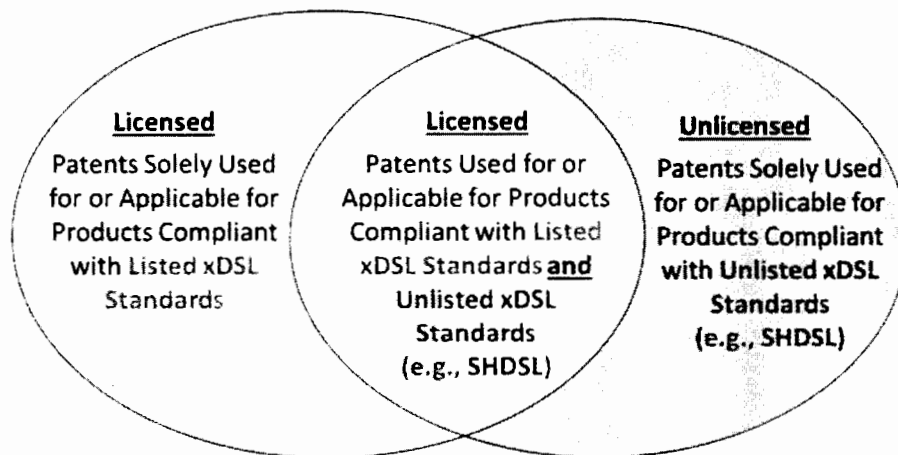 Licensed
Patents Solely Used
for or Applicable for
Products Compliant
with Listed xDSL
Standards
Licensed
Patents Used for or
Applicable for Products
Compliant with Listed
xDSL Standards and
Unlisted xDSL
Standards
(e.g., SHDSL)
Unlicensed
Patents Solely Used
for or Applicable for
Products Compliant
with Unlisted xDSL
Standards
(e.g., SHDSL)